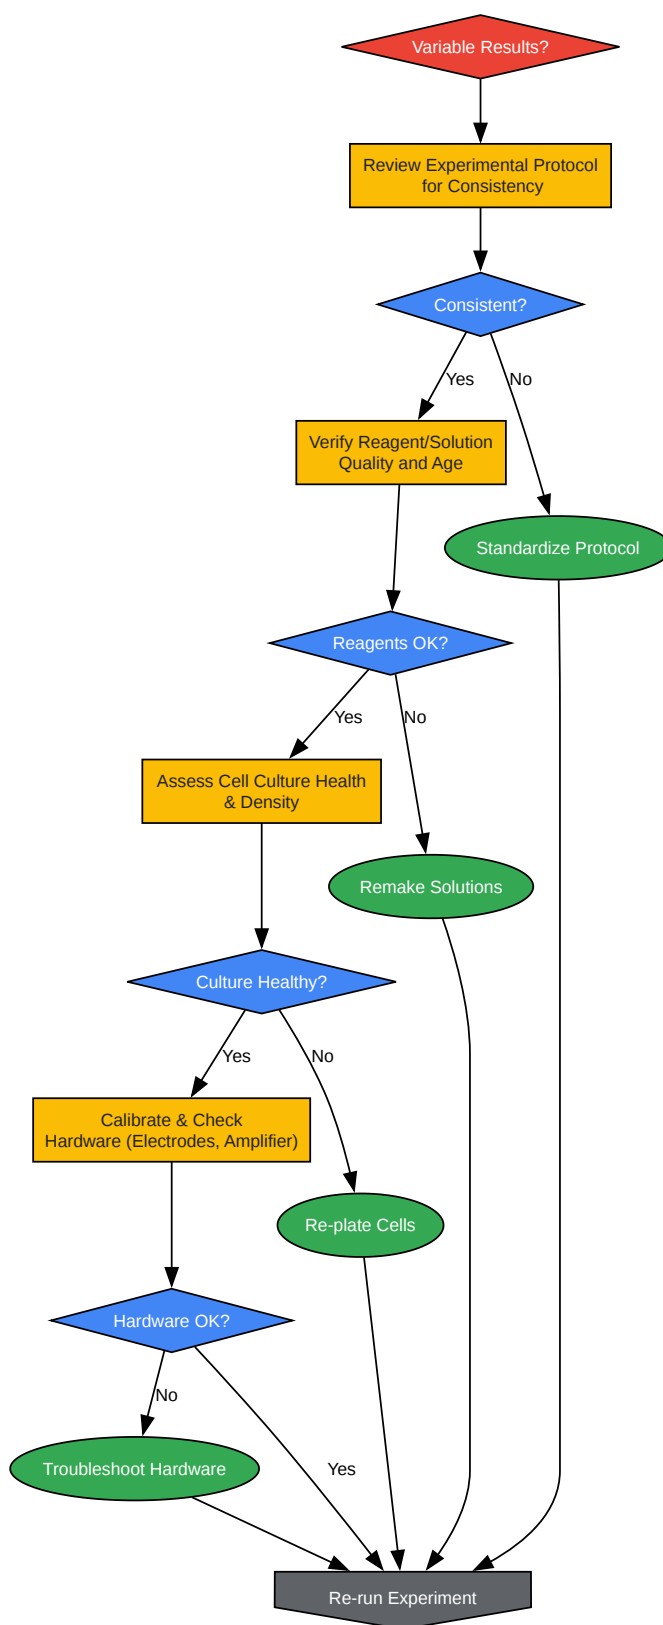 Variable Results?
Review Experimental Protocol
for Consistency
Consistent?
Yes
No
Verify Reagent/Solution
Quality and Age
Standardize Protocol
Reagents OK?
Yes
No
Assess Cell Culture Health
& Density
Remake Solutions
Culture Healthy?
Yes
No
Calibrate & Check
Hardware (Electrodes, Amplifier)
Re-plate Cells
Hardware OK?
No
Yes
Troubleshoot Hardware
Re-run Experiment